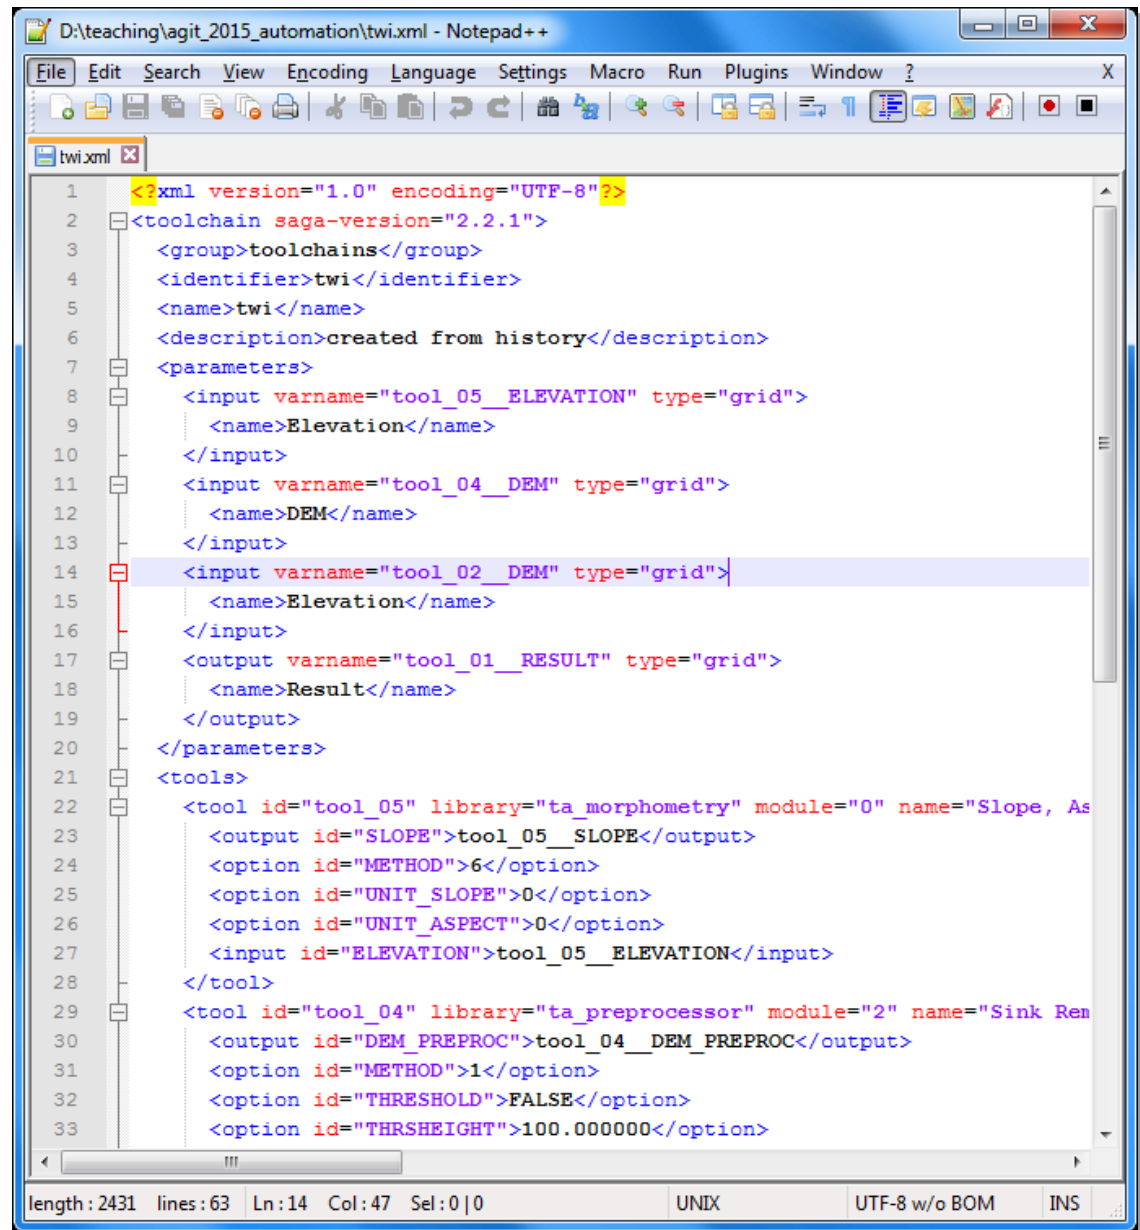 D:\teaching\agit_2015_automation\twi.xml - Notepad++
File Edit Search View Encoding Language Settings Macro Run Plugins Window ? X
twi.xml
1 <?xml version="1.0" encoding="UTF-8"?>
2 <toolchain saga-version="2.2.1">
3 <group>toolchains</group>
4 <identifier>twi</identifier>
5 <name>twi</name>
6 <description>created from history</description>
7 <parameters>
8 <input varname="tool_05__ELEVATION" type="grid">
9 <name>Elevation</name>
10 </input>
11 <input varname="tool_04__DEM" type="grid">
12 <name>DEM</name>
13 </input>
14 <input varname="tool_02__DEM" type="grid">
15 <name>Elevation</name>
16 </input>
17 <output varname="tool_01__RESULT" type="grid">
18 <name>Result</name>
19 </output>
20 </parameters>
21 <tools>
22 <tool id="tool_05" library="ta_morphometry" module="0" name="Slope, As
23 <output id="SLOPE">tool_05__SLOPE</output>
24 <option id="METHOD">6</option>
25 <option id="UNIT_SLOPE">0</option>
26 <option id="UNIT_ASPECT">0</option>
27 <input id="ELEVATION">tool_05__ELEVATION</input>
28 </tool>
29 <tool id="tool_04" library="ta_preprocessor" module="2" name="Sink Rem
30 <output id="DEM_PREPROC">tool_04__DEM_PREPROC</output>
31 <option id="METHOD">1</option>
32 <option id="THRESHOLD">FALSE</option>
33 <option id="THRSHEIGHT">100.000000</option>
length : 2431 lines : 63 Ln : 14 Col : 47 Sel : 0 | 0 UNIX UTF-8 w/o BOM INS